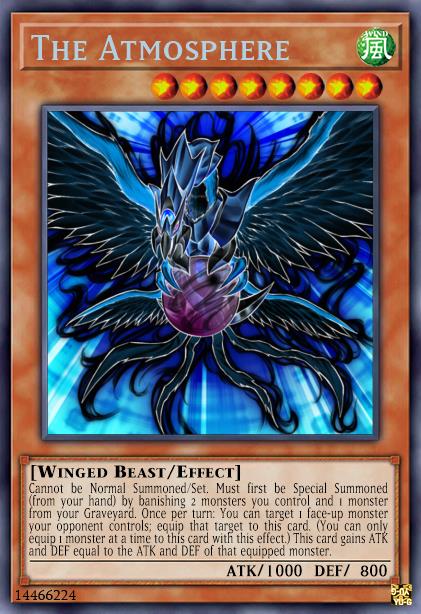 THE ATMOSPHERE
WIND
風
[WINGED BEAST/EFFECT]
Cannot be Normal Summoned/Set. Must first be Special Summoned
(from your hand) by banishing 2 monsters you control and 1 monster
from your Graveyard. Once per turn: You can target 1 face-up monster
your opponent controls; equip that target to this card. (You can only
equip 1 monster at a time to this card with this effect.) This card gains ATK
and DEF equal to the ATK and DEF of that equipped monster.
ATK/1000 DEF/ 800
14466224